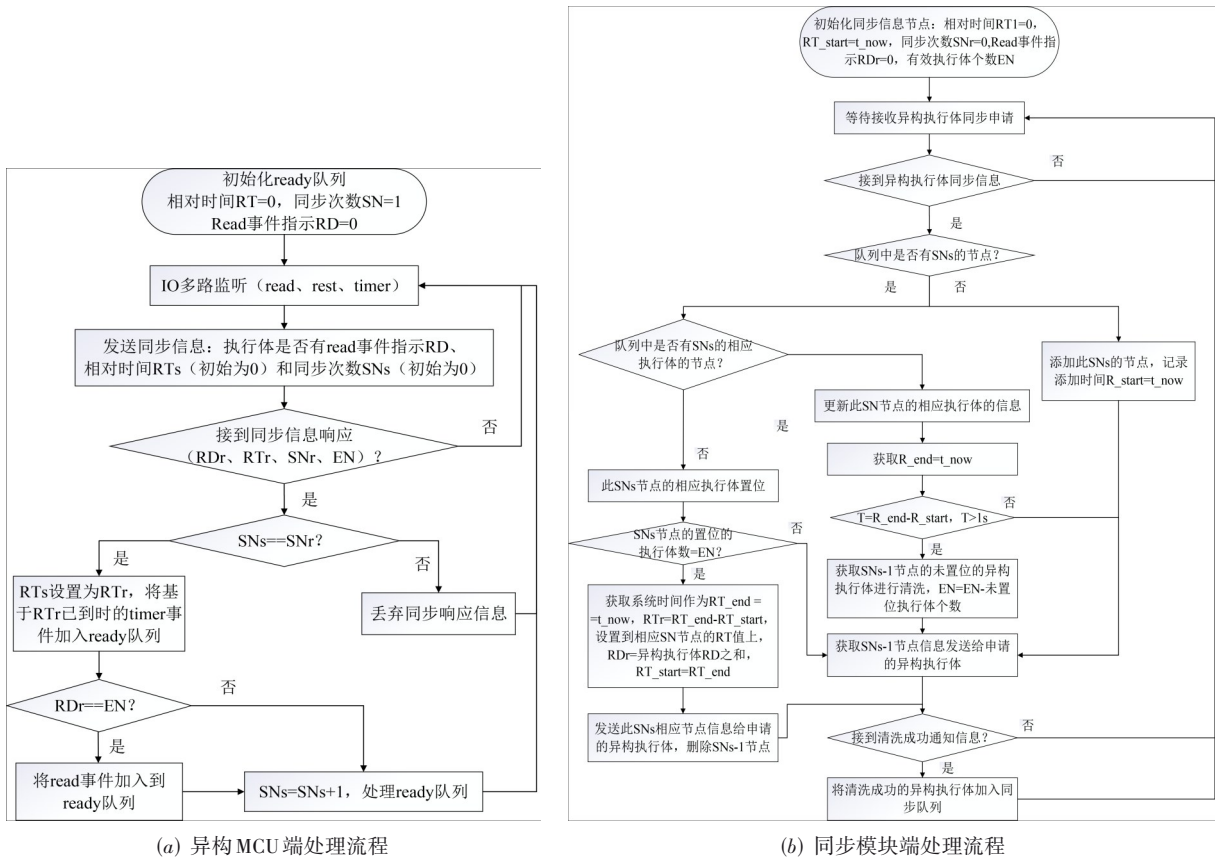 初始化ready队列
相对时间RT=0，同步次数SN=1
Read事件指示RD=0
IO多路监听（read、rest、timer）
发送同步信息：执行体是否有read事件指示RD、
相对时间RTs（初始为0）和同步次数SNs（初始为0）
接到同步信息响应
（RDr、RTr、SNr、EN）？
否
是
SNs==SNr？
是
否
RTs设置为RTr，将基
于RTr已到时的timer事
件加入ready队列
丢弃同步响应信息
RDr==EN？
否
是
将read事件加入到
ready队列
SNs=SNs+1，处理ready队列
(a) 异构MCU端处理流程
初始化同步信息节点：相对时间RT1=0，
RT_start=t_now，同步次数SNr=0,Read事件指
示RDr=0，有效执行体个数EN
等待接收异构执行体同步申请
接到异构执行体同步信息
否
是
队列中是否有SNs的节点？
是
否
队列中是否有SNs的相应
执行体的节点？
添加此SNs的节点，记录
添加时间R_start=t_now
更新此SN节点的相应执行体的信息
是
否
获取R_end=t_now
此SNs节点的相应执行体置位
T=R_end-R_start，T>1s
否
SNs节点的置位的
执行体数=EN？
否
是
是
获取SNs-1节点的未置位的异构
执行体进行清洗，EN=EN-未置
位执行体个数
获取系统时间作为RT_end =
=t_now，RTr=RT_end-RT_start，
设置到相应SN节点的RT值上，
RDr=异构执行体RD之和，
RT_start=RT_end
获取SNs-1节点信息发送给申请
的异构执行体
发送此SNs相应节点信息给申请
的异构执行体，删除SNs-1节点
接到清洗成功通知信息？
否
是
将清洗成功的异构执行体加入同
步队列
(b) 同步模块端处理流程